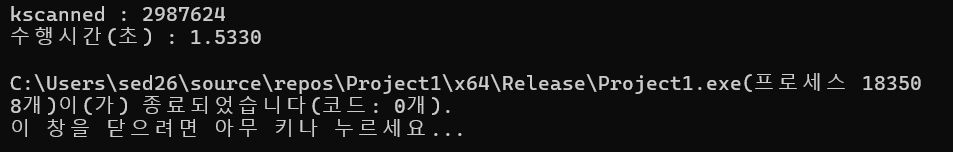 kscanned : 2987624
수행시간(초) : 1.5330
C:\Users\sed26\source\repos\Project1\x64\Release\Project1.exe(프로세스 18350
8개)이(가) 종료되었습니다(코드: 0개).
이 창을 닫으려면 아무 키나 누르세요...